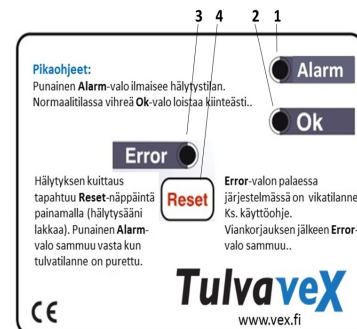 3 4 2 1
Pikaohjeet:
Punainen Alarm-valo ilmaisee hälytystilan.
Normaalitilassa vihreä Ok-valo loistaa kiinteästi..
Alarm
Ok
Error
Hälytyksen kuittaus
tapahtuu Reset-näppäintä
painamalla (hälytysääni
lakkaa). Punainen Alarm-
valo sammuu vasta kun
tulvatilanne on purettu.
Reset
Error-valon palaessa
järjestelmässä on vikatilanne
Ks. käyttöohje.
Viankorjauksen jälkeen Error-
valo sammuu..
TulvaveX
www.vex.fi
CE